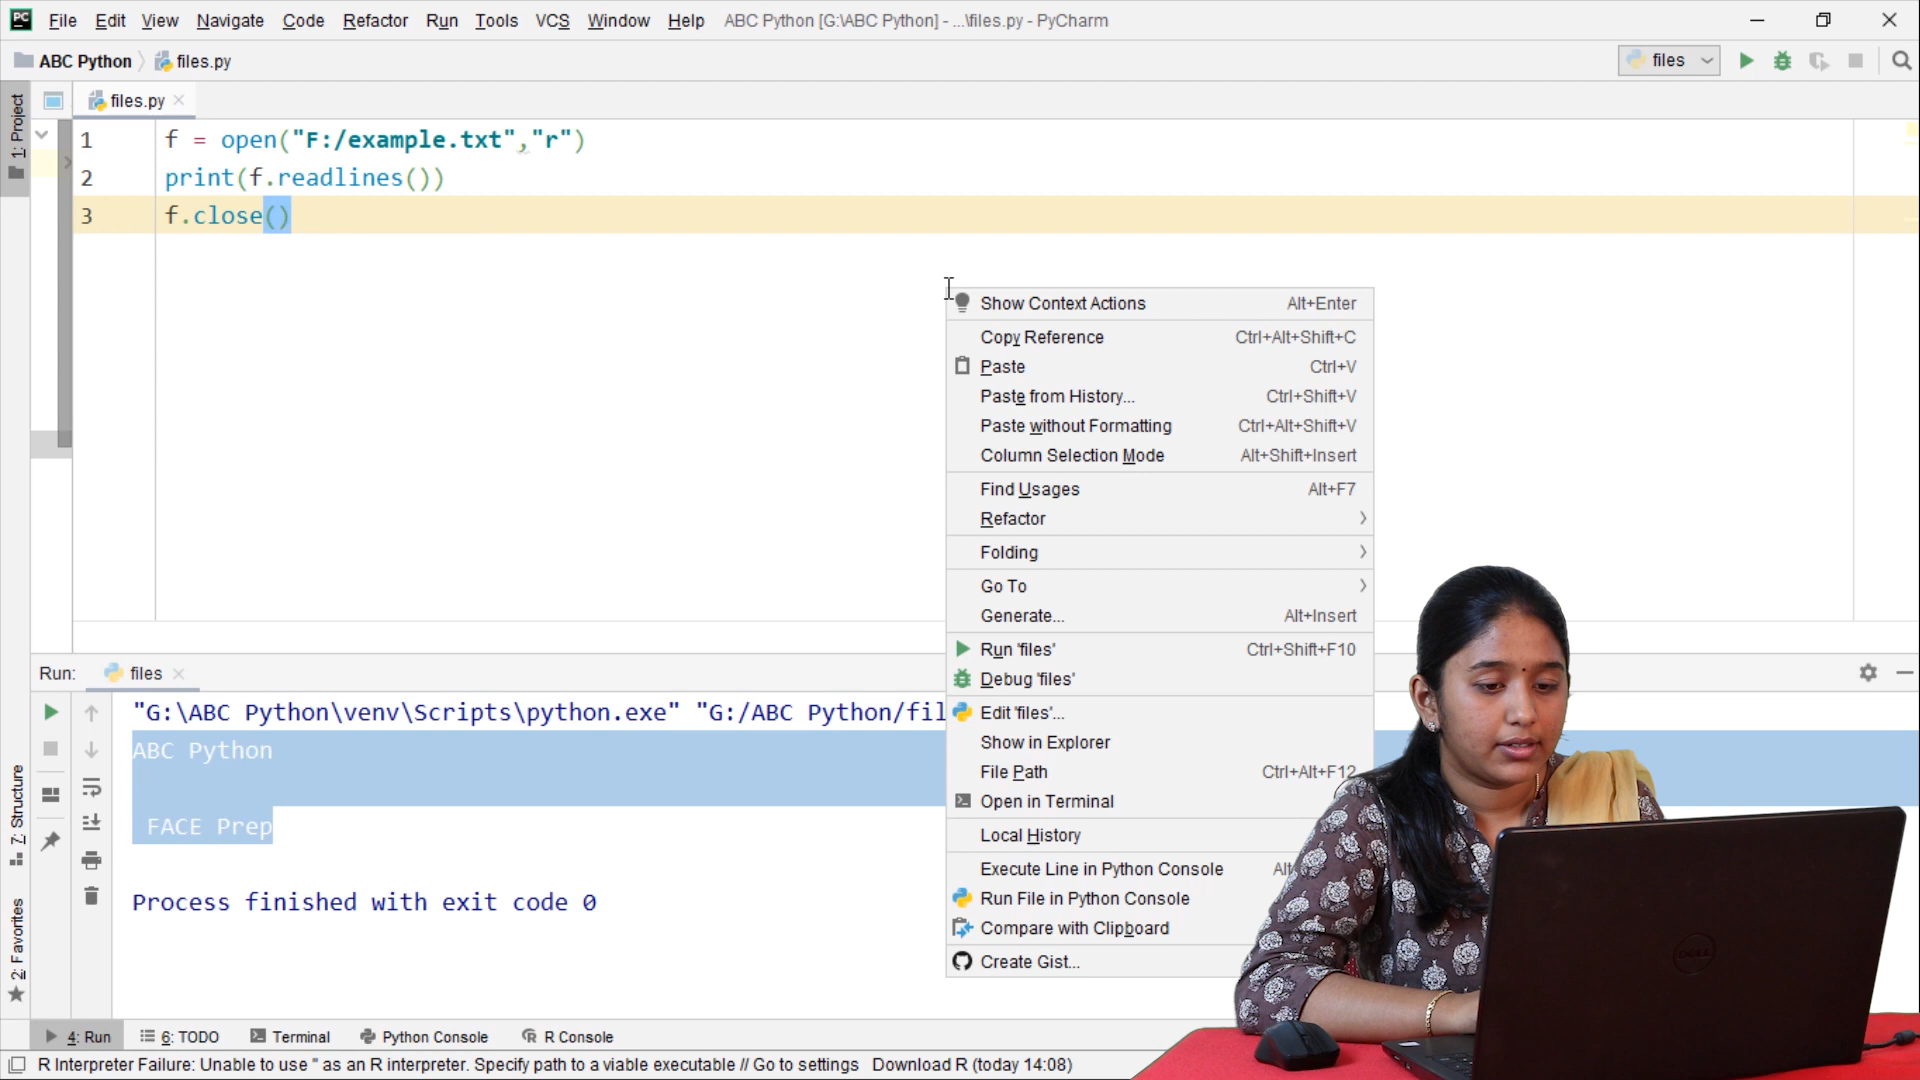 PC File Edit View Navigate Code Refactor Run Tools VCS Window Help ABC Python [G:\ABC Python] - ...\files.py - PyCharm
ABC Python files.py files
1: Project
files.py
1 f = open("F:/example.txt","r")
2 print(f.readlines())
3 f.close()
Show Context Actions Alt+Enter
Copy Reference Ctrl+Alt+Shift+C
Paste Ctrl+V
Paste from History... Ctrl+Shift+V
Paste without Formatting Ctrl+Alt+Shift+V
Column Selection Mode Alt+Shift+Insert
Find Usages Alt+F7
Refactor
Folding
Go To
Generate... Alt+Insert
Run 'files' Ctrl+Shift+F10
Debug 'files'
Edit 'files'...
Show in Explorer
File Path Ctrl+Alt+F12
Open in Terminal
Local History
Execute Line in Python Console
Run File in Python Console
Compare with Clipboard
Create Gist...
Run: files
"G:\ABC Python\venv\Scripts\python.exe" "G:/ABC Python/fil
ABC Python
FACE Prep
Process finished with exit code 0
7: Structure
2: Favorites
DELL
4: Run 6: TODO Terminal Python Console R Console
R Interpreter Failure: Unable to use '' as an R interpreter. Specify path to a viable executable // Go to settings Download R (today 14:08)